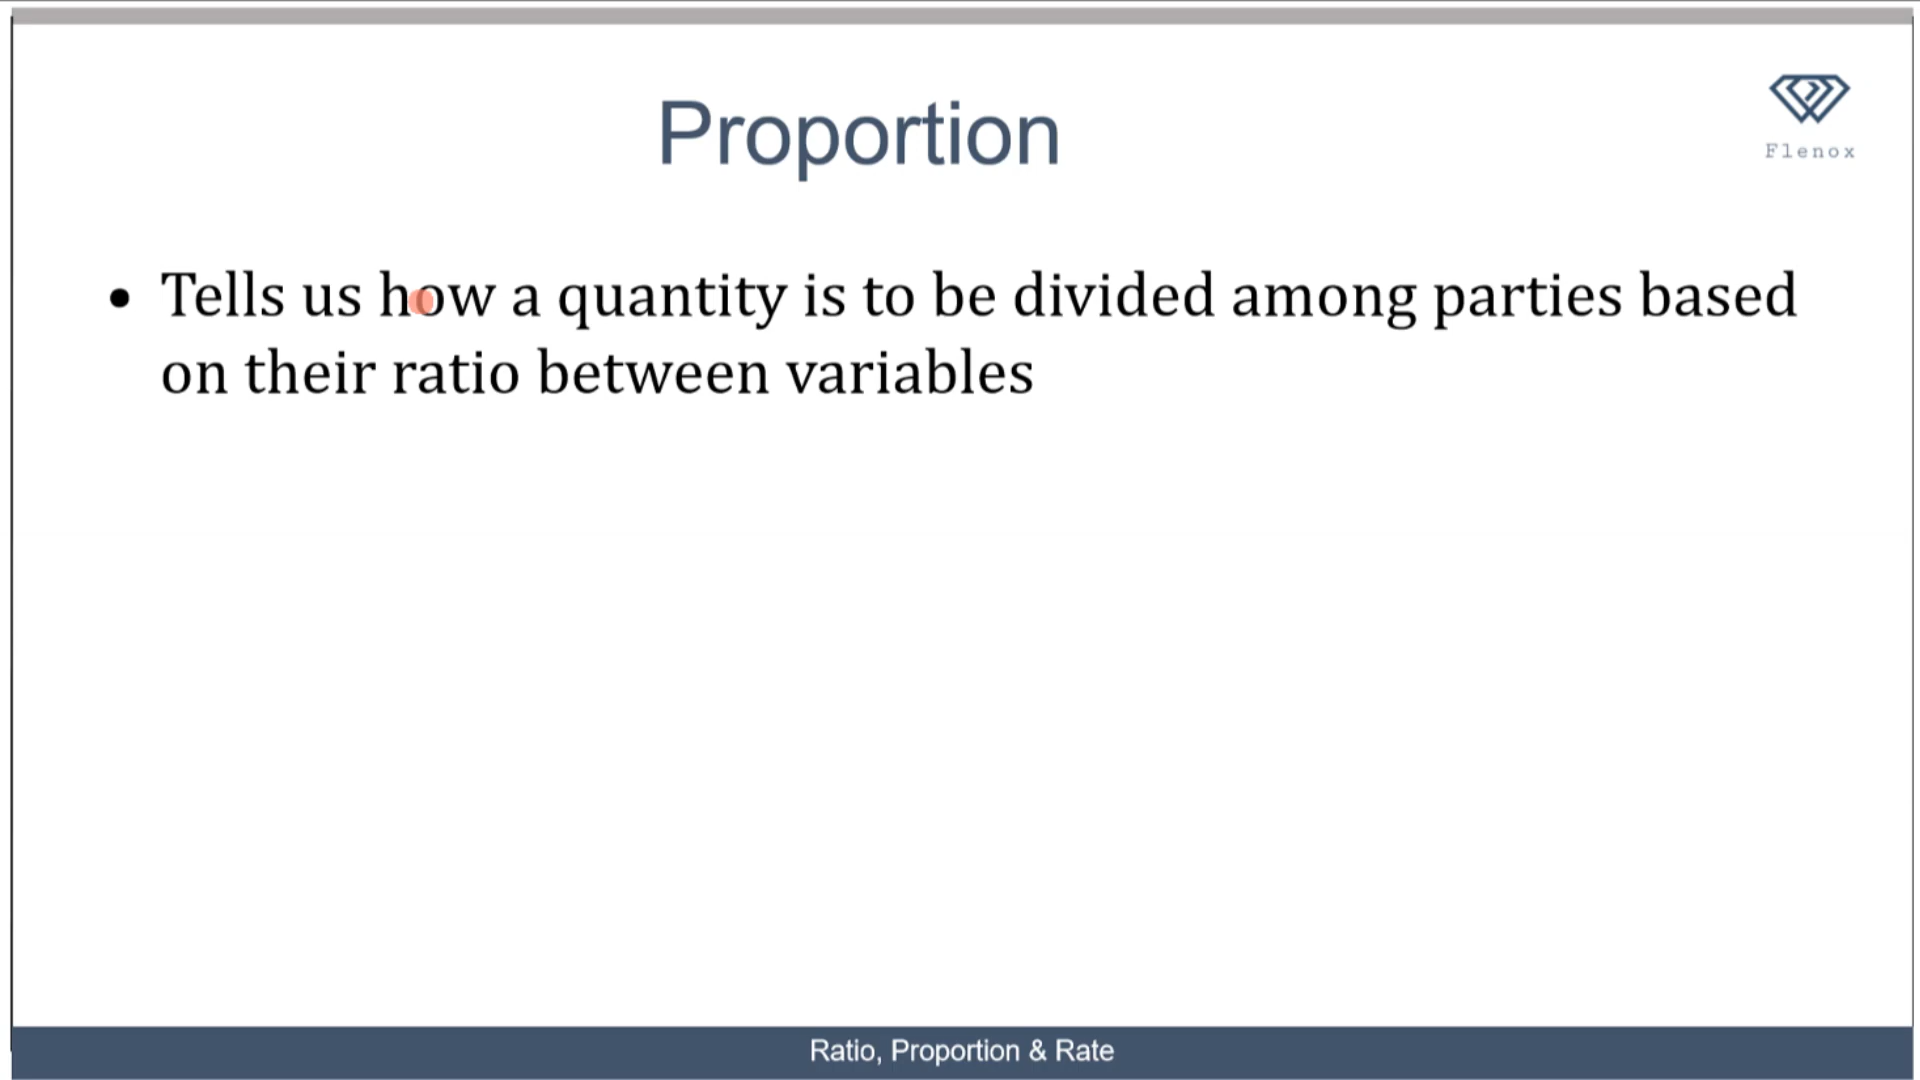 Proportion
Flenox
• Tells us how a quantity is to be divided among parties based
on their ratio between variables
Ratio, Proportion & Rate